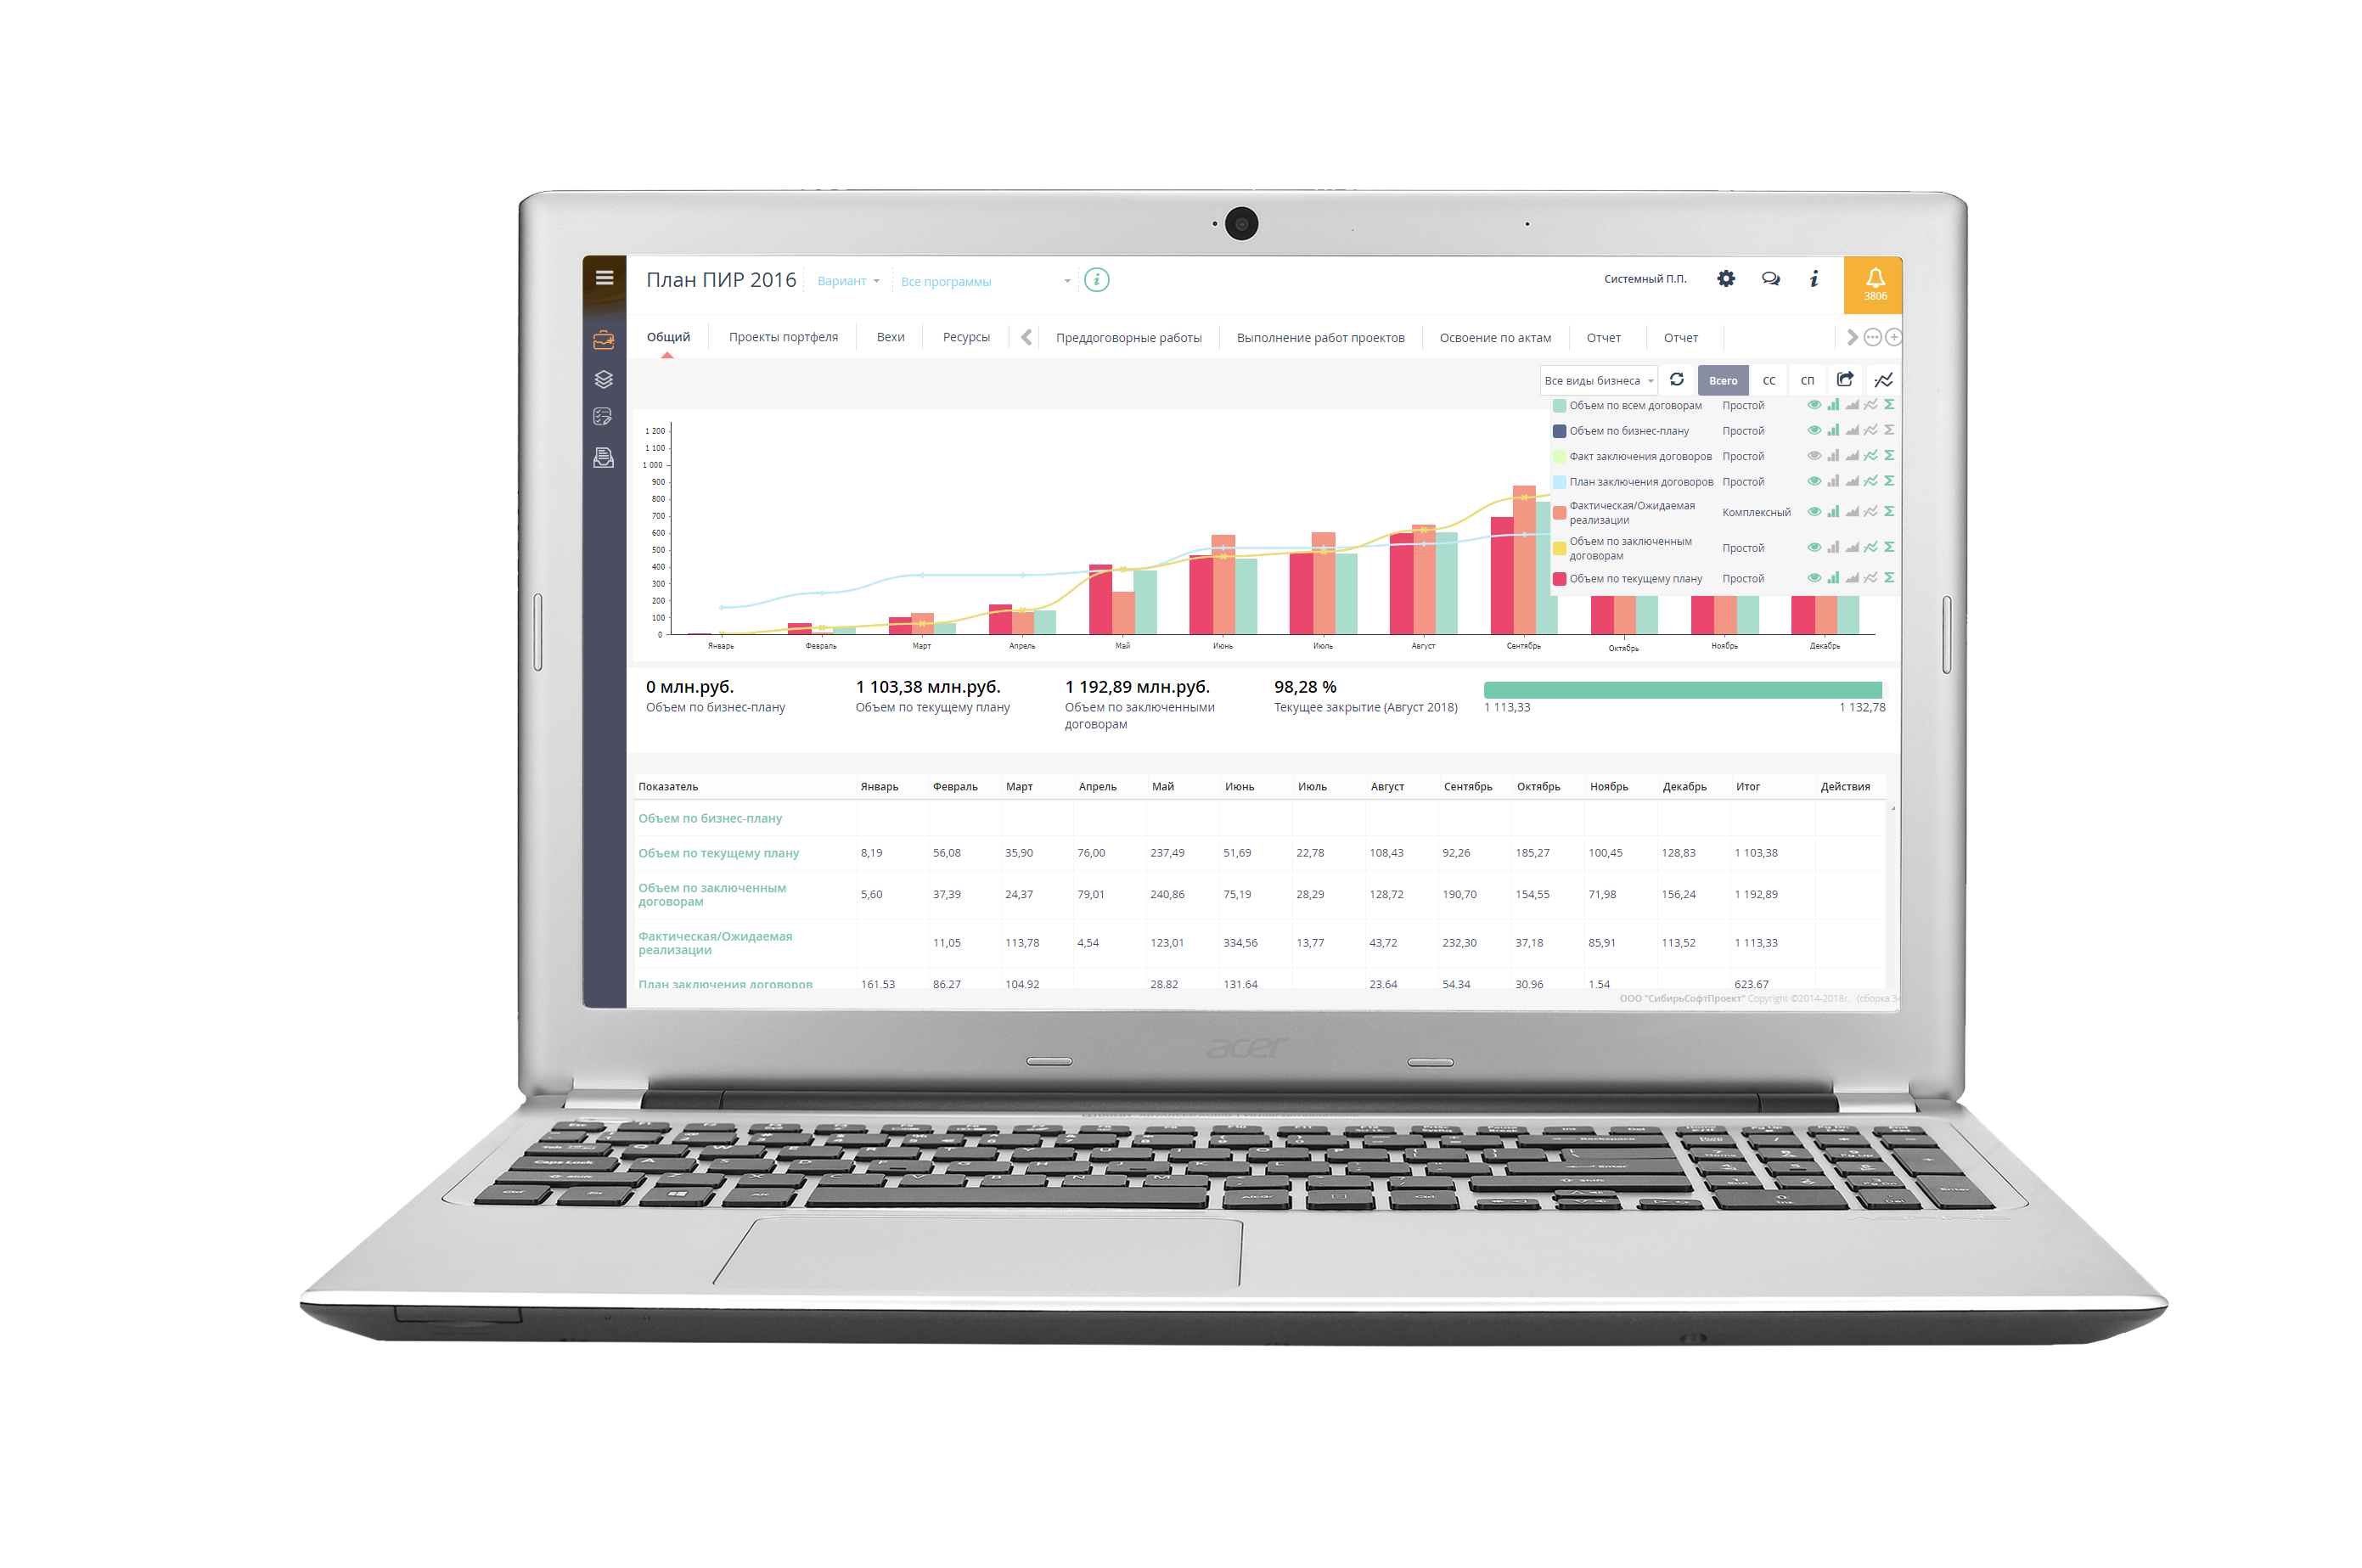 План ПИР 2016 Вариант Все программы i Системный П.П. i
3806
Общий Проекты портфеля Вехи Ресурсы Преддоговорные работы Выполнение работ проектов Освоение по актам Отчет Отчет
Все виды бизнеса Всего СС СП
Объем по всем договорам Простой Σ
Объем по бизнес-плану Простой Σ
Факт заключения договоров Простой Σ
План заключения договоров Простой Σ
Фактическая/Ожидаемая
реализации Комплексный Σ
Объем по заключенным
договорам Простой Σ
Объем по текущему плану Простой Σ
1 200
1 100
1 000
900
800
700
600
500
400
300
200
100
0
Январь Февраль Март Апрель Май Июнь Июль Август Сентябрь Октябрь Ноябрь Декабрь
0 млн.руб. 1 103,38 млн.руб. 1 192,89 млн.руб. 98,28 %
Объем по бизнес-плану Объем по текущему плану Объем по заключенными Текущее закрытие (Август 2018) 1 113,33 1 132,78
договорам
Показатель Январь Февраль Март Апрель Май Июнь Июль Август Сентябрь Октябрь Ноябрь Декабрь Итог Действия
Объем по бизнес-плану
Объем по текущему плану 8,19 56,08 35,90 76,00 237,49 51,69 22,78 108,43 92,26 185,27 100,45 128,83 1 103,38
Объем по заключенным
договорам 5,60 37,39 24,37 79,01 240,86 75,19 28,29 128,72 190,70 154,55 71,98 156,24 1 192,89
Фактическая/Ожидаемая
реализации 11,05 113,78 4,54 123,01 334,56 13,77 43,72 232,30 37,18 85,91 113,52 1 113,33
План заключения договоров 161,53 86,27 104,92 28,82 131,64 23,64 54,34 30,96 1,54 623,67
ООО "СибирьСофтПроект" Copyright ©2014-2018г. (сборка 34
acer